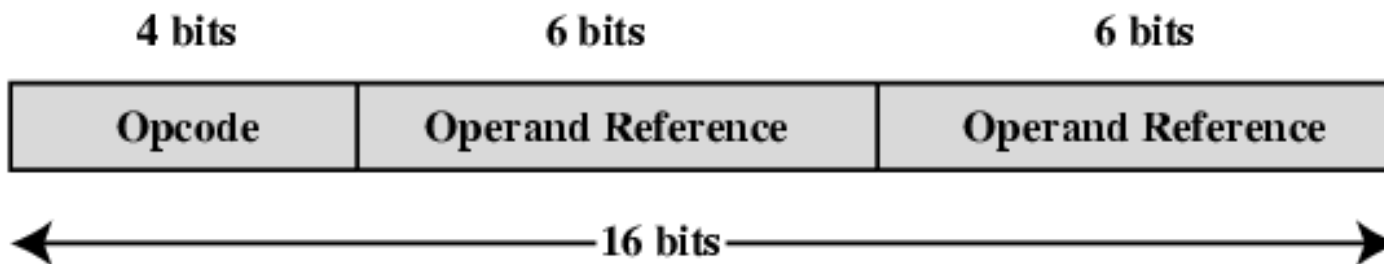 4 bits 6 bits 6 bits
Opcode Operand Reference Operand Reference
16 bits